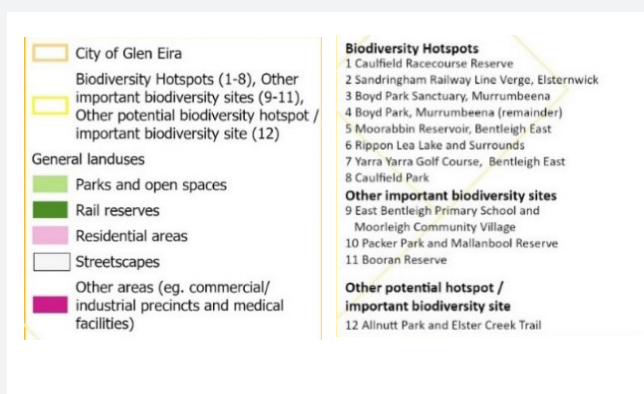 City of Glen Eira
Biodiversity Hotspots (1-8), Other
important biodiversity sites (9-11),
Other potential biodiversity hotspot /
important biodiversity site (12)
General landuses
Parks and open spaces
Rail reserves
Residential areas
Streetscapes
Other areas (eg. commercial/
industrial precincts and medical
facilities)
Biodiversity Hotspots
1 Caulfield Racecourse Reserve
2 Sandringham Railway Line Verge, Elsternwick
3 Boyd Park Sanctuary, Murrumbeena
4 Boyd Park, Murrumbeena (remainder)
5 Moorabbin Reservoir, Bentleigh East
6 Rippon Lea Lake and Surrounds
7 Yarra Yarra Golf Course, Bentleigh East
8 Caulfield Park
Other important biodiversity sites
9 East Bentleigh Primary School and
Moorleigh Community Village
10 Packer Park and Mallanbool Reserve
11 Booran Reserve
Other potential hotspot /
important biodiversity site
12 Allnutt Park and Elster Creek Trail